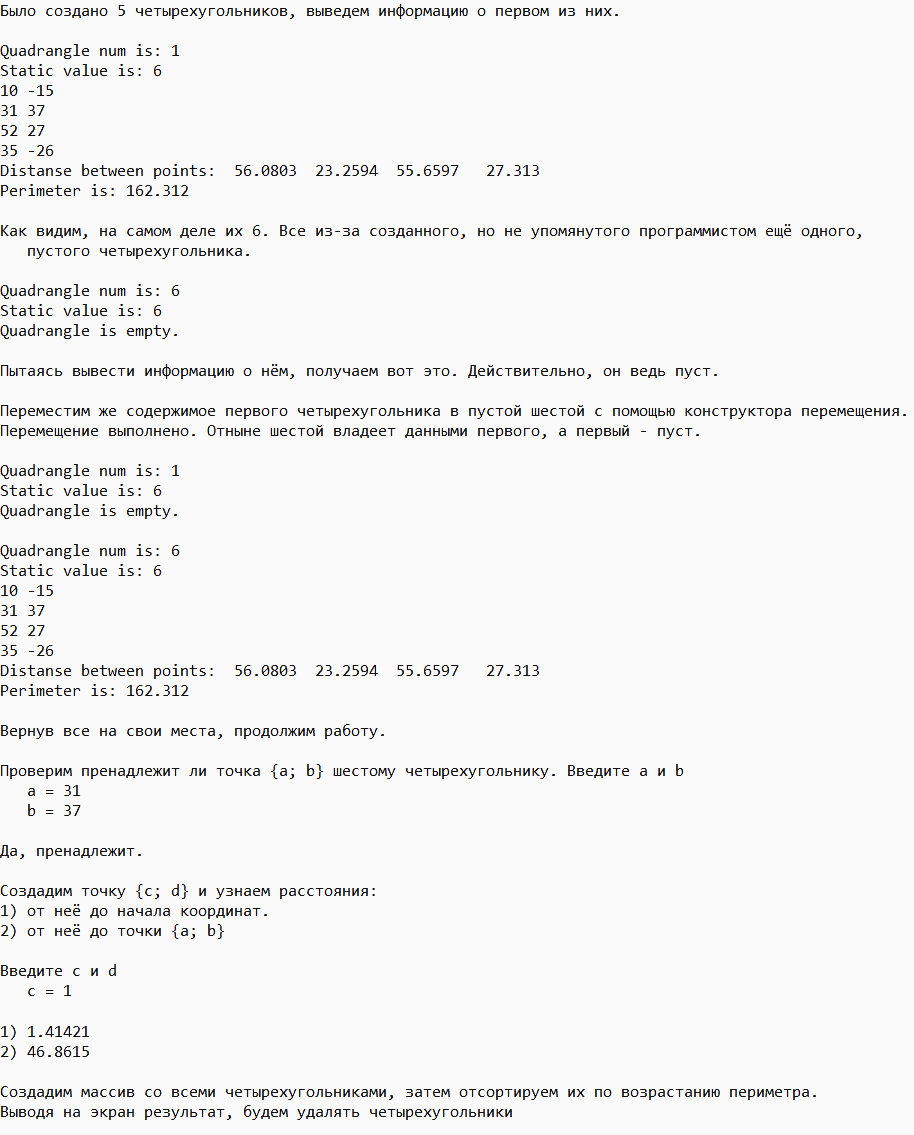 Было создано 5 четырехугольников, выведем информацию о первом из них.
Quadrangle num is: 1
Static value is: 6
10 -15
31 37
52 27
35 -26
Distanse between points:  56.0803  23.2594  55.6597   27.313
Perimeter is: 162.312
Как видим, на самом деле их 6. Все из-за созданного, но не упомянутого программистом ещё одного,
пустого четырехугольника.
Quadrangle num is: 6
Static value is: 6
Quadrangle is empty.
Пытаясь вывести информацию о нём, получаем вот это. Действительно, он ведь пуст.
Переместим же содержимое первого четырехугольника в пустой шестой с помощью конструктора перемещения.
Перемещение выполнено. Отныне шестой владеет данными первого, а первый - пуст.
Quadrangle num is: 1
Static value is: 6
Quadrangle is empty.
Quadrangle num is: 6
Static value is: 6
10 -15
31 37
52 27
35 -26
Distanse between points:  56.0803  23.2594  55.6597   27.313
Perimeter is: 162.312
Вернув все на свои места, продолжим работу.
Проверим пренадлежит ли точка {a; b} шестому четырехугольнику. Введите a и b
a = 31
b = 37
Да, пренадлежит.
Создадим точку {c; d} и узнаем расстояния:
1) от неё до начала координат.
2) от неё до точки {a; b}
Введите c и d
c = 1
1) 1.41421
2) 46.8615
Создадим массив со всеми четырехугольниками, затем отсортируем их по возрастанию периметра.
Выводя на экран результат, будем удалять четырехугольники